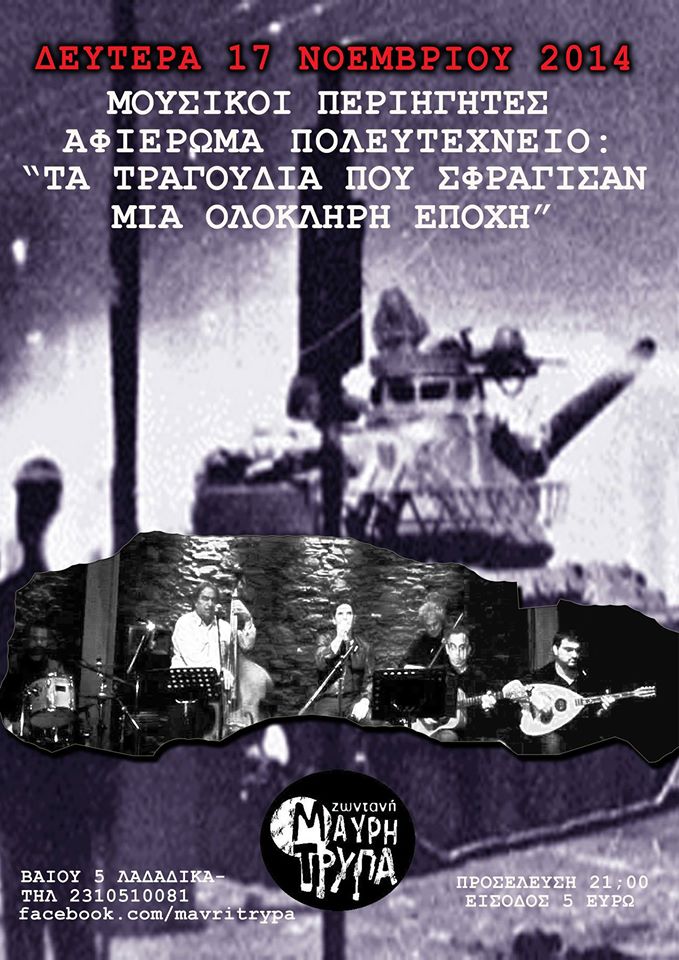 ΔΕΥΤΕΡΑ 17 ΝΟΕΜΒΡΙΟΥ 2014
ΜΟΥΣΙΚΟΙ ΠΕΡΙΗΓΗΤΕΣ
ΑΦΙΕΡΩΜΑ ΠΟΛΕΥΤΕΧΝΕΙΟ:
“ΤΑ ΤΡΑΓΟΥΔΙΑ ΠΟΥ ΣΦΡΑΓΙΣΑΝ
ΜΙΑ ΟΛΟΚΛΗΡΗ ΕΠΟΧΗ”
ζωντανή
ΜΑΥΡΗ
ΤΡΥΠΑ
ΒΑΙΟΥ 5 ΛΑΔΑΔΙΚΑ-
ΤΗΛ 2310510081
facebook.com/mavritrypa
ΠΡΟΣΕΛΕΥΣΗ 21;00
ΕΙΣΟΔΟΣ 5 ΕΥΡΩ